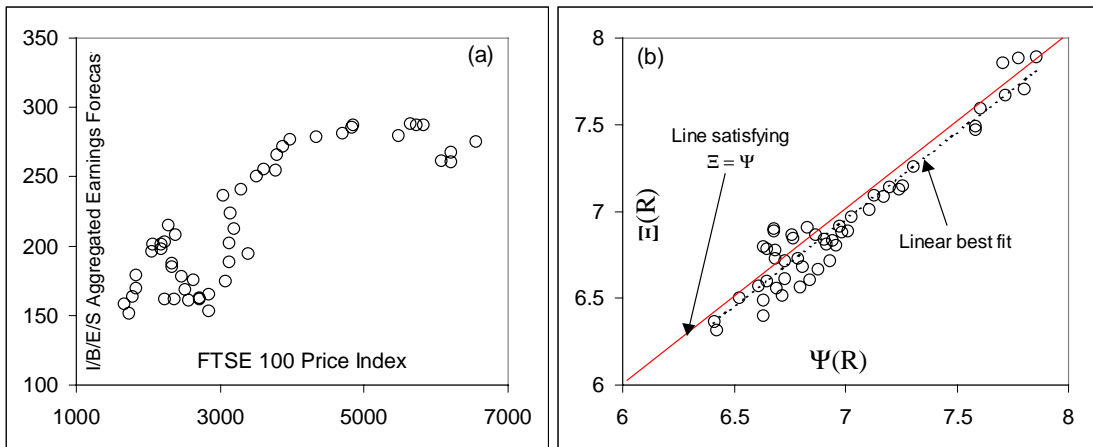 (a)
350
300
250
200
150
100
I/B/E/S Aggregated Earnings Forecas
FTSE 100 Price Index
1000
3000
5000
7000
(b)
8
7.5
7
6.5
6
Ξ(R)
Line satisfying
Ξ = Ψ
Linear best fit
Ψ(R)
6
6.5
7
7.5
8